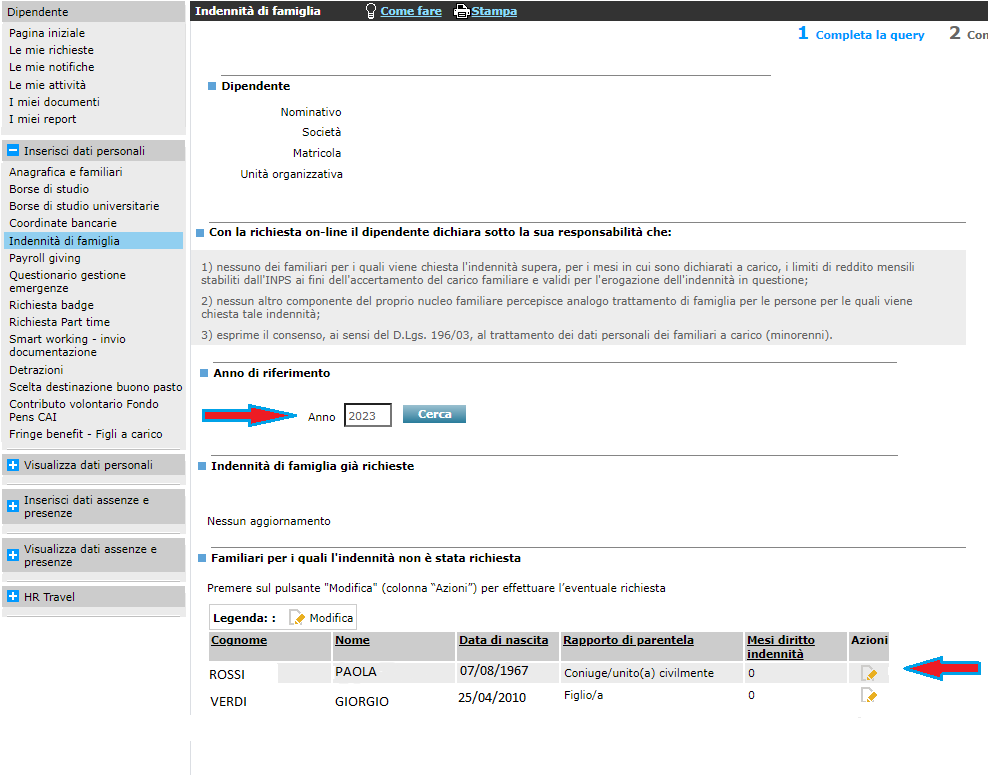 Dipendente
Pagina iniziale
Le mie richieste
Le mie notifiche
Le mie attività
I miei documenti
I miei report
Inserisci dati personali
Anagrafica e familiari
Borse di studio
Borse di studio universitarie
Coordinate bancarie
Indennità di famiglia
Payroll giving
Questionario gestione
emergenze
Richiesta badge
Richiesta Part time
Smart working - invio
documentazione
Detrazioni
Scelta destinazione buono pasto
Contributo volontario Fondo
Pens CAI
Fringe benefit - Figli a carico
Visualizza dati personali
Inserisci dati assenze e
presenze
Visualizza dati assenze e
presenze
HR Travel
Indennità di famiglia Come fare Stampa
1 Completa la query 2 Con
Dipendente
Nominativo
Società
Matricola
Unità organizzativa
Con la richiesta on-line il dipendente dichiara sotto la sua responsabilità che:
1) nessuno dei familiari per i quali viene chiesta l'indennità supera, per i mesi in cui sono dichiarati a carico, i limiti di reddito mensili
stabiliti dall'INPS ai fini dell'accertamento del carico familiare e validi per l'erogazione dell'indennità in questione;
2) nessun altro componente del proprio nucleo familiare percepisce analogo trattamento di famiglia per le persone per le quali viene
chiesta tale indennità;
3) esprime il consenso, ai sensi del D.Lgs. 196/03, al trattamento dei dati personali dei familiari a carico (minorenni).
Anno di riferimento
Anno 2023 Cerca
Indennità di famiglia già richieste
Nessun aggiornamento
Familiari per i quali l'indennità non è stata richiesta
Premere sul pulsante "Modifica" (colonna “Azioni”) per effettuare l’eventuale richiesta
Legenda: : Modifica
Cognome Nome Data di nascita Rapporto di parentela Mesi diritto indennità Azioni
ROSSI PAOLA 07/08/1967 Coniuge/unito(a) civilmente 0
VERDI GIORGIO 25/04/2010 Figlio/a 0